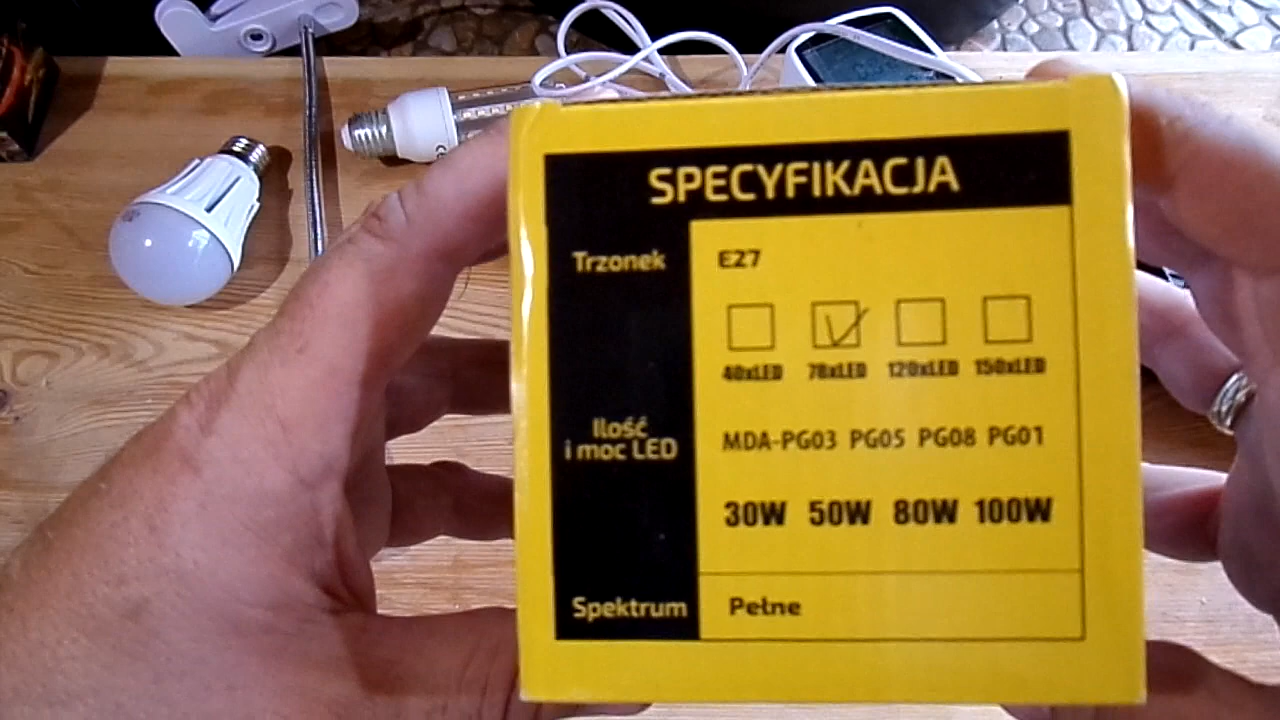 SPECYFIKACJA
Trzonek E27
40xLED 78xLED 120xLED 150xLED
Ilość
i moc LED
MDA-PG03 PG05 PG08 PG01
30W 50W 80W 100W
Spektrum Pełne